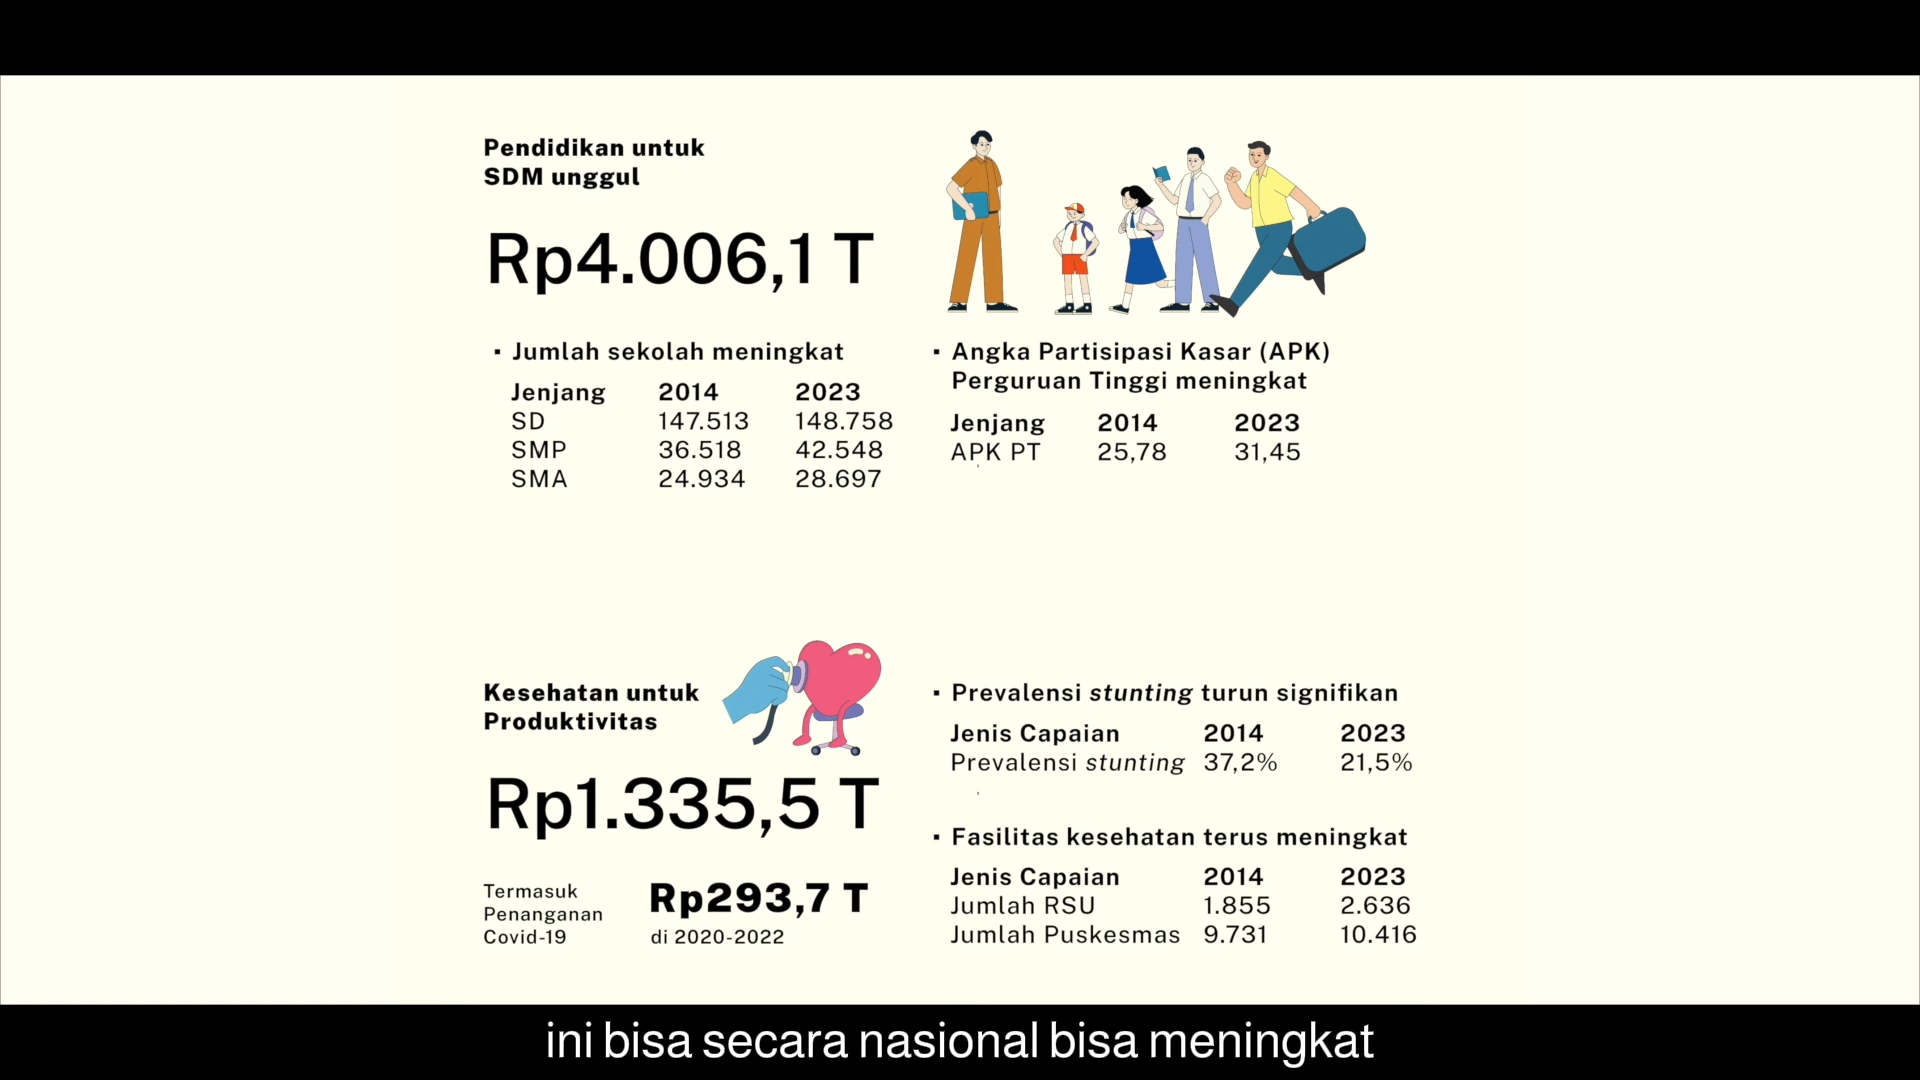 Pendidikan untuk
SDM unggul
Rp4.006,1 T
▪ Jumlah sekolah meningkat
Jenjang 2014 2023
SD 147.513 148.758
SMP 36.518 42.548
SMA 24.934 28.697
▪ Angka Partisipasi Kasar (APK)
Perguruan Tinggi meningkat
Jenjang 2014 2023
APK PT 25,78 31,45
Kesehatan untuk
Produktivitas
Rp1.335,5 T
Termasuk
Penanganan
Covid-19
Rp293,7 T
di 2020-2022
▪ Prevalensi stunting turun signifikan
Jenis Capaian 2014 2023
Prevalensi stunting 37,2% 21,5%
▪ Fasilitas kesehatan terus meningkat
Jenis Capaian 2014 2023
Jumlah RSU 1.855 2.636
Jumlah Puskesmas 9.731 10.416
ini bisa secara nasional bisa meningkat